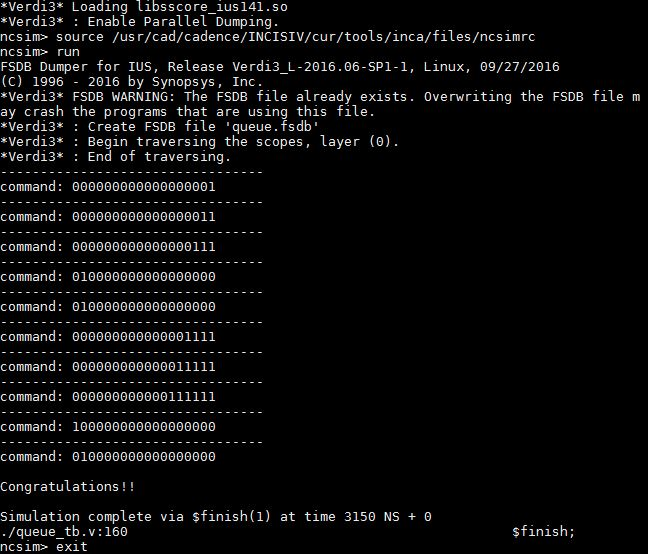 *Verdi3* Loading libsscore_ius141.so
*Verdi3* : Enable Parallel Dumping.
ncsim> source /usr/cad/cadence/INCISIV/cur/tools/inca/files/ncsimrc
ncsim> run
FSDB Dumper for IUS, Release Verdi3_L-2016.06-SP1-1, Linux, 09/27/2016
(C) 1996 - 2016 by Synopsys, Inc.
*Verdi3* FSDB WARNING: The FSDB file already exists. Overwriting the FSDB file m
ay crash the programs that are using this file.
*Verdi3* : Create FSDB file 'queue.fsdb'
*Verdi3* : Begin traversing the scopes, layer (0).
*Verdi3* : End of traversing.
---------------------------------
command: 000000000000000001
---------------------------------
command: 000000000000000011
---------------------------------
command: 000000000000000111
---------------------------------
command: 010000000000000000
---------------------------------
command: 010000000000000000
---------------------------------
command: 000000000000001111
---------------------------------
command: 000000000000011111
---------------------------------
command: 000000000000111111
---------------------------------
command: 100000000000000000
---------------------------------
command: 010000000000000000
Congratulations!!
Simulation complete via $finish(1) at time 3150 NS + 0
./queue_tb.v:160 $finish;
ncsim> exit